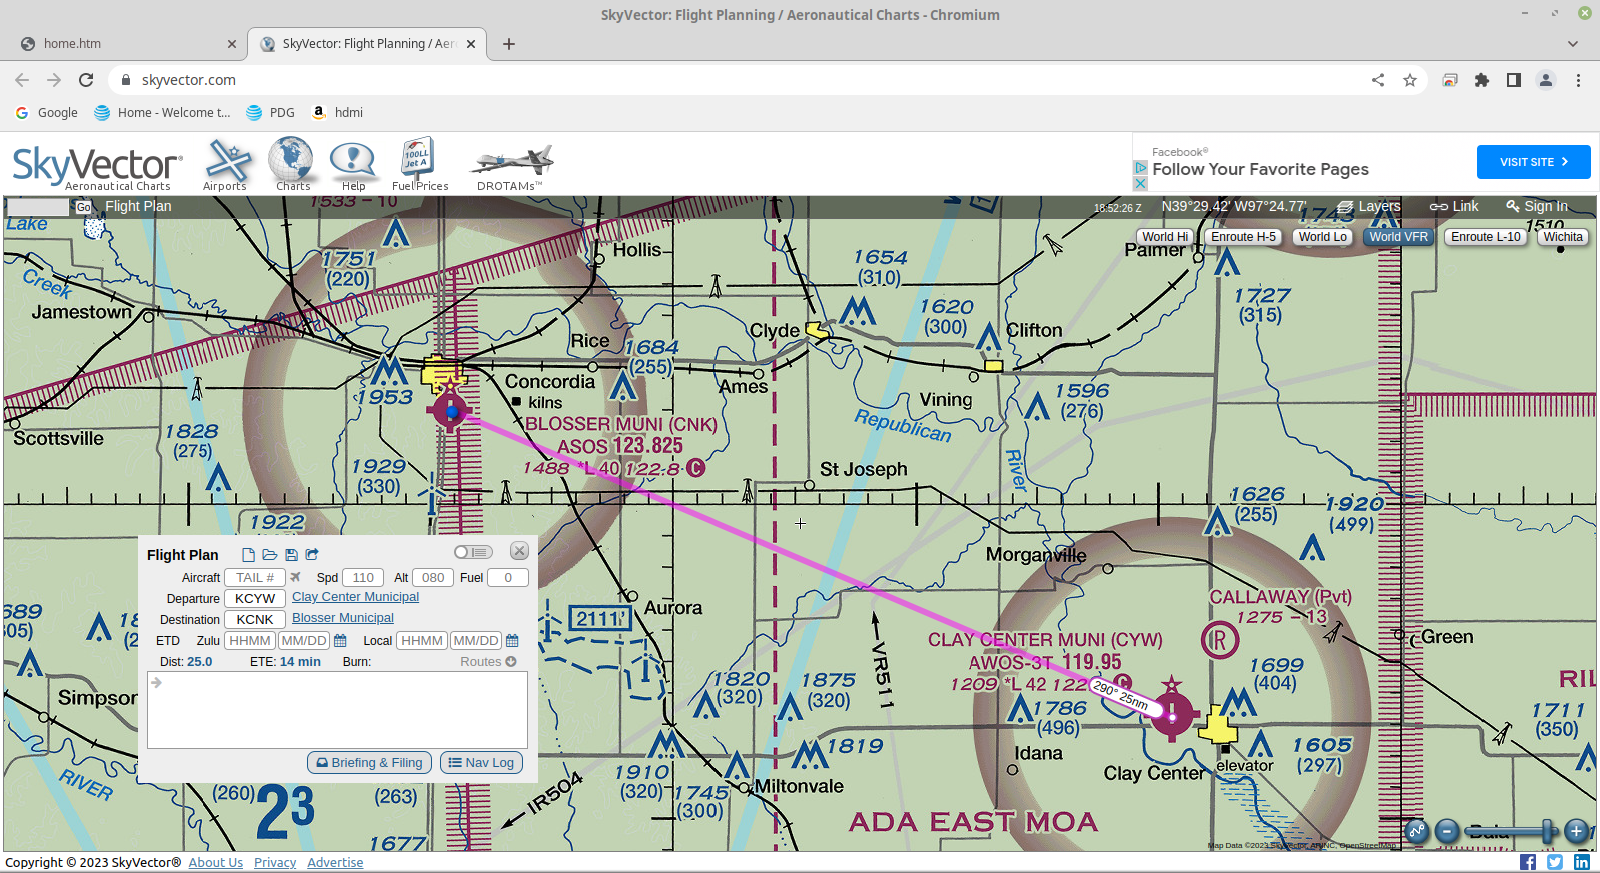 SkyVector: Flight Planning / Aeronautical Charts - Chromium
home.htm
SkyVector: Flight Planning / Aer
skyvector.com
Google
Home - Welcome t...
PDG
hdmi
SkyVector®
Aeronautical Charts
Airports
Charts
Help
100LL
Jet A
Fuel Prices
DROTAMs™
Facebook®
Follow Your Favorite Pages
VISIT SITE
Go
Flight Plan
18:52:26 Z
N39°29.42' W97°24.77'
Layers
Link
Sign In
World Hi
Enroute H-5
World Lo
World VFR
Enroute L-10
Wichita
1533 – 10
1743
1510
Lake
Hollis
Palmer
1751
(220)
1654
(310)
Creek
Jamestown
1620
(300)
1727
(315)
Clyde
Clifton
Rice
1684
(255)
1953
Concordia
kilns
Ames
Vining
1596
(276)
Scottsville
1828
(275)
BLOSSER MUNI (CNK)
ASOS 123.825
1488 *L 40 122.8 C
Republican
River
St Joseph
1929
(330)
1922
1626
(255)
1920
(499)
Morganville
Flight Plan
Aircraft TAIL # Spd 110 Alt 080 Fuel 0
Departure KCYW Clay Center Municipal
Destination KCNK Blosser Municipal
ETD Zulu HHMM MM/DD Local HHMM MM/DD
Dist: 25.0 ETE: 14 min Burn: Routes
Briefing & Filing
Nav Log
Aurora
2111'
CALLAWAY (Pvt)
1275 – 13
R
Green
CLAY CENTER MUNI (CYW)
AWOS-3T 119.95
1209 *L 42 122
C
290° 25nm
VR511
1699
(404)
1820
(320)
1875
(320)
1786
(496)
1711
(350)
RIL
Simpson
1819
Idana
Clay Center
elevator
1605
(297)
1910
(320)
1745
(300)
Miltonvale
RIVER
(260)
23
(263)
IR504
1677
ADA EAST MOA
Map Data ©2023 SkyVector, ARINC, OpenStreetMap
Copyright © 2023 SkyVector®
About Us
Privacy
Advertise